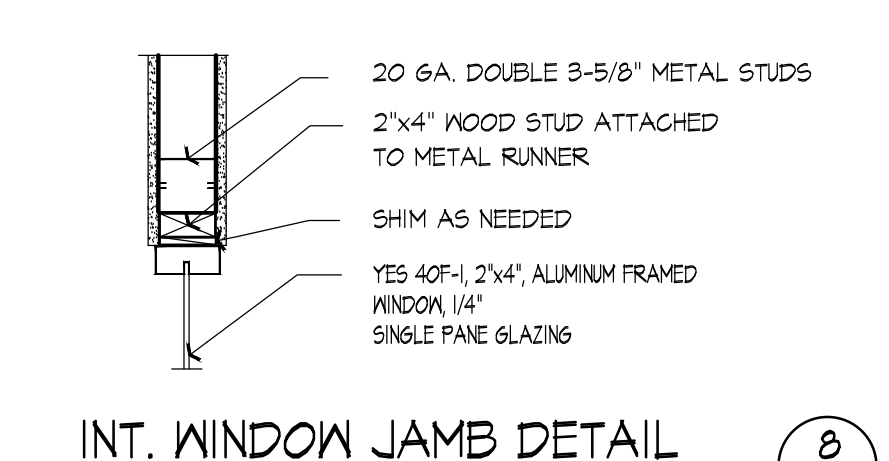 20 GA. DOUBLE 3-5/8" METAL STUDS
2"x4" WOOD STUD ATTACHED
TO METAL RUNNER
SHIM AS NEEDED
YES 40F-1, 2"x4", ALUMINUM FRAMED
WINDOW, 1/4"
SINGLE PANE GLAZING
INT. WINDOW JAMB DETAIL
8